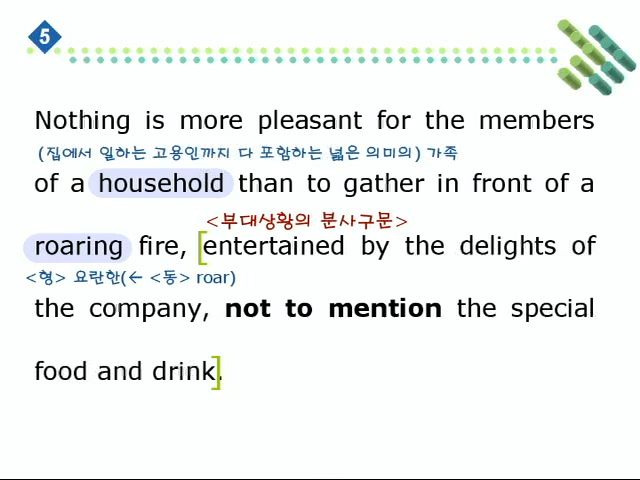 5
Nothing is more pleasant for the members
(집에서 일하는 고용인까지 다 포함하는 넓은 의미의) 가족
of a household than to gather in front of a
<부대상황의 분사구문>
roaring fire, [entertained by the delights of
<형> 요란한(← <동> roar)
the company, not to mention the special
food and drink].